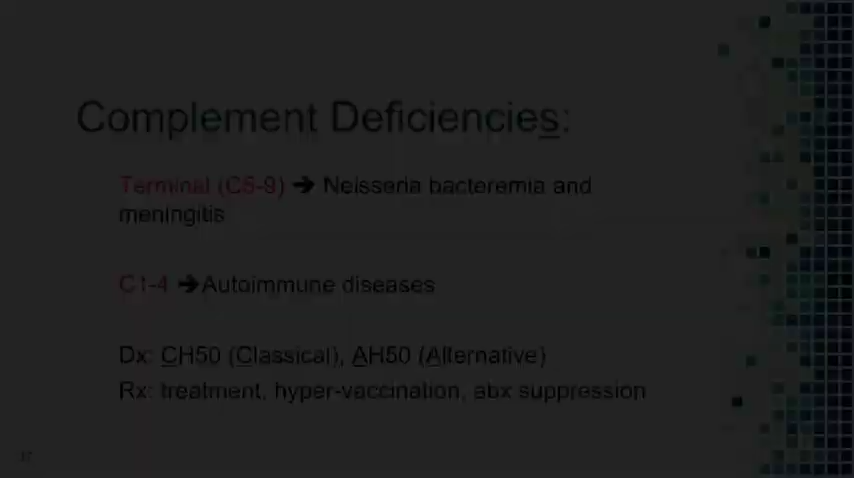 Complement Deficiencies:
Terminal (C5-9) ➔ Neisseria bacteremia and
meningitis
C1-4 ➔Autoimmune diseases
Dx: CH50 (Classical), AH50 (Alternative)
Rx: treatment, hyper-vaccination, abx suppression